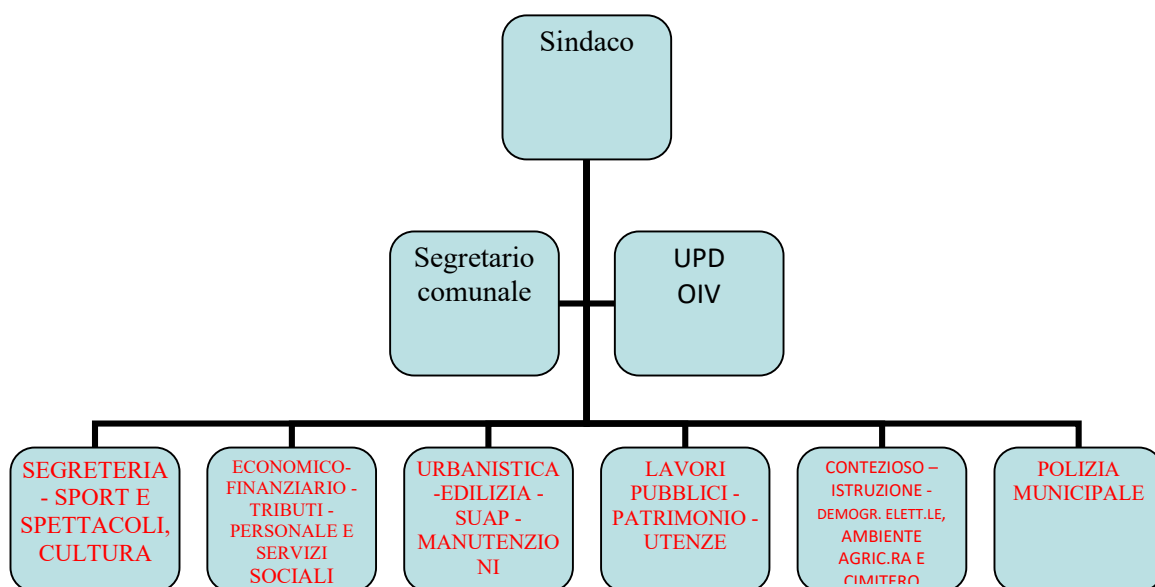 Sindaco
Segretario
comunale
UPD
OIV
SEGRETERIA
- SPORT E
SPETTACOLI,
CULTURA
ECONOMICO-
FINANZIARIO -
TRIBUTI -
PERSONALE E
SERVIZI
SOCIALI
URBANISTICA
-EDILIZIA -
SUAP -
MANUTENZIO
NI
LAVORI
PUBBLICI -
PATRIMONIO -
UTENZE
CONTEZIOSO –
ISTRUZIONE -
DEMOGR. ELETT.LE,
AMBIENTE
AGRIC.RA E
CIMITERO
POLIZIA
MUNICIPALE